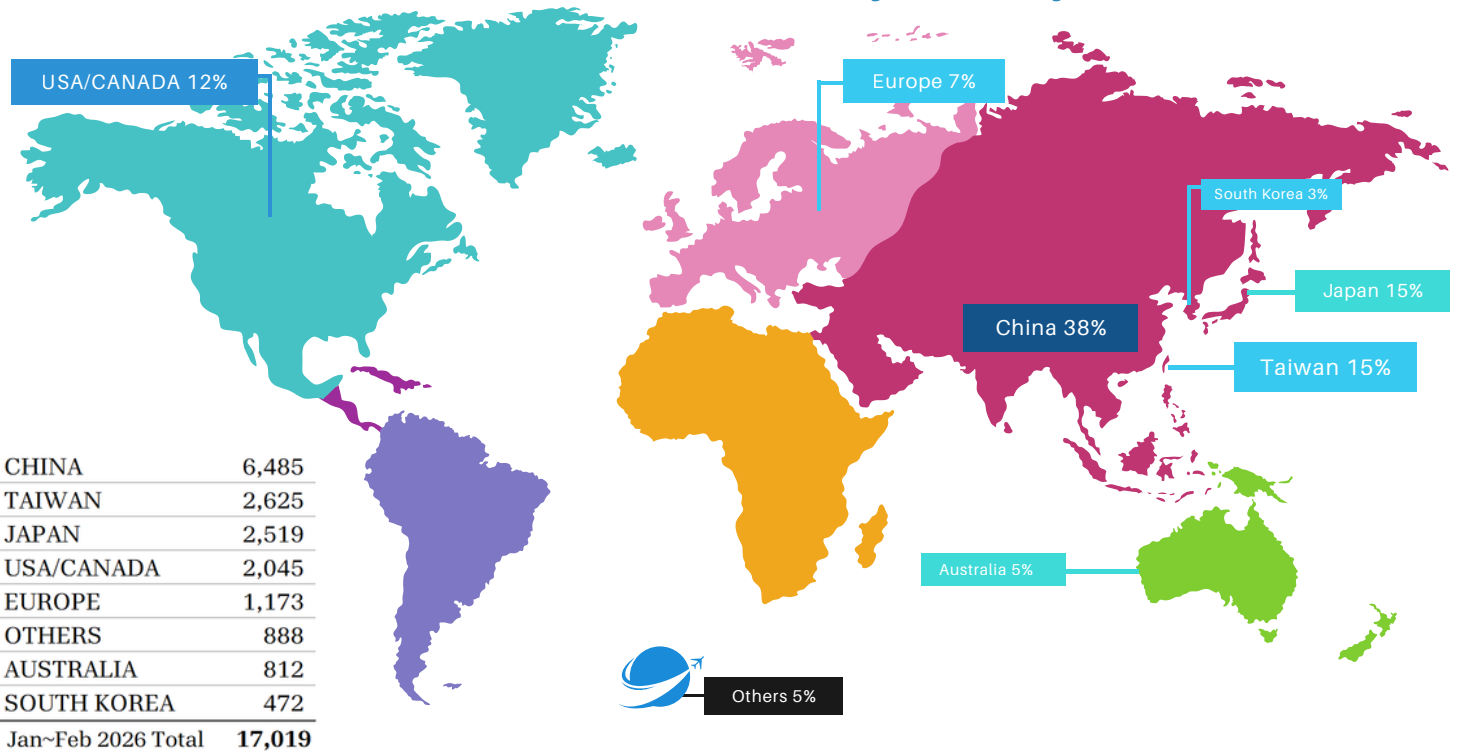 USA/CANADA 12%
Europe 7%
South Korea 3%
Japan 15%
China 38%
Taiwan 15%
Australia 5%
Others 5%
CHINA 6,485
TAIWAN 2,625
JAPAN 2,519
USA/CANADA 2,045
EUROPE 1,173
OTHERS 888
AUSTRALIA 812
SOUTH KOREA 472
Jan~Feb 2026 Total 17,019